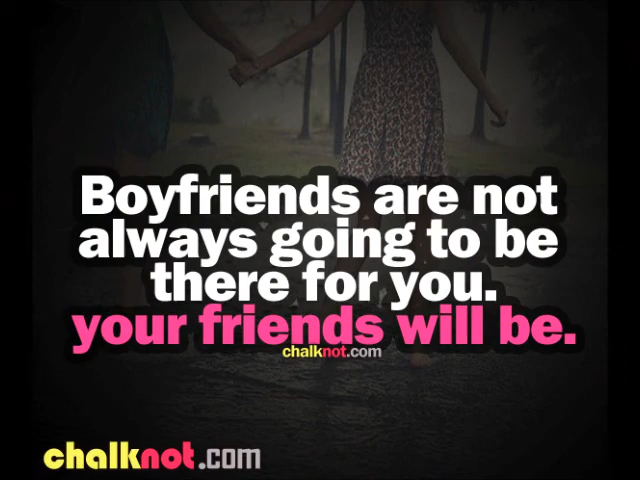 Boyfriends are not
always going to be
there for you.
your friends will be.
chalknot.com
chalknot.com